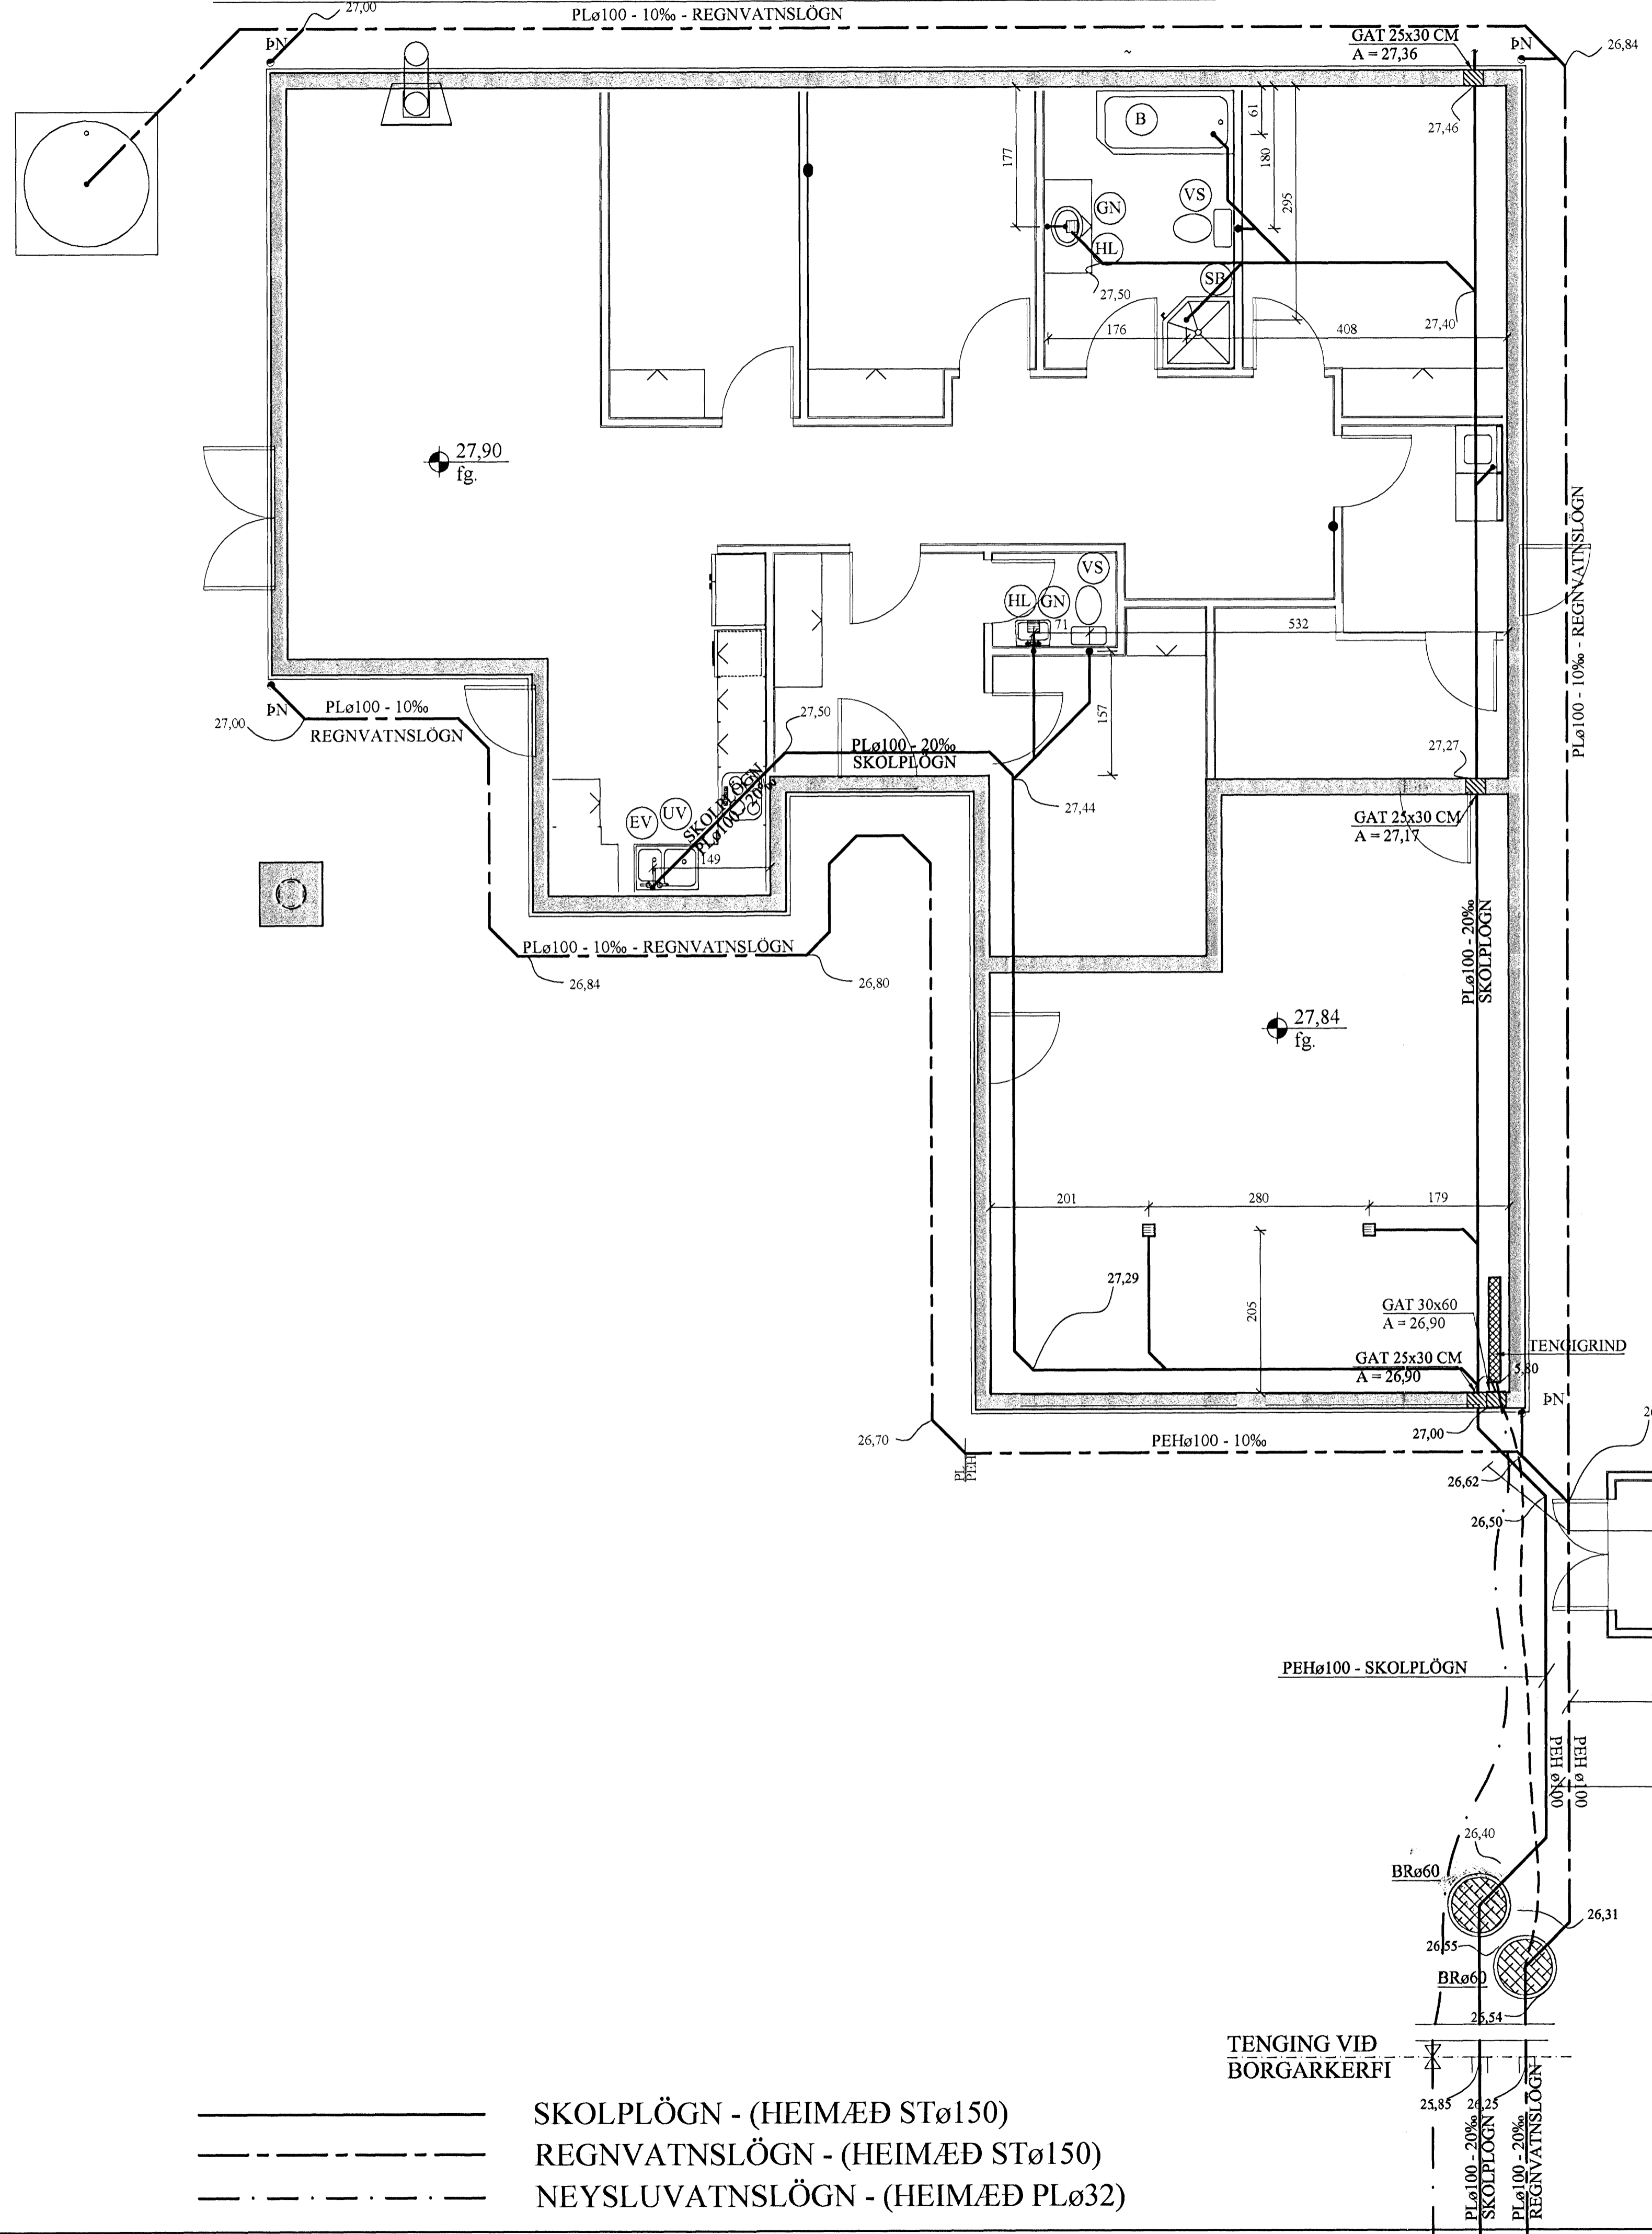 27,00
PLø100 - 10‰ - REGNVATNSLÖGN
ÞN
GAT 25x30 CM
A = 27,36
ÞN
26,84
B
61
180
27,46
177
295
VS
GN
HL
SB
27,50
27,40
176
408
27,90
fg.
PLø100 - 10‰ - REGNVATNSLÖGN
VS
HL
GN
71
532
ÞN
PLø100 - 10‰
REGNVATNSLÖGN
27,00
27,50
157
PLø100 - 20‰
SKOLPLÖGN
27,27
SKOLPLÖGN
PLø100 - 20‰
27,44
EV
UV
GAT 25x30 CM
A = 27,17
149
PLø100 - 20‰
SKOLPLÖGN
PLø100 - 10‰ - REGNVATNSLÖGN
26,84
26,80
27,84
fg.
201
280
179
27,29
205
GAT 30x60
A = 26,90
TENGIGRIND
GAT 25x30 CM
A = 26,90
5,80
ÞN
27,00
26,70
PEHø100 - 10‰
PL
PEH
26,62
26,50
PEHø100 - SKOLPLÖGN
PEH ø100
PEH ø100
26,40
BRø60
26,31
26,55
BRø60
TENGING VIÐ
BORGARKERFI
25,85
26,25
PLø100 - 20‰
SKOLPLÖGN
PLø100 - 20‰
REGNVATNSLÖGN
SKOLPLÖGN - (HEIMÆÐ STø150)
REGNVATNSLÖGN - (HEIMÆÐ STø150)
NEYSLUVATNSLÖGN - (HEIMÆÐ PLø32)